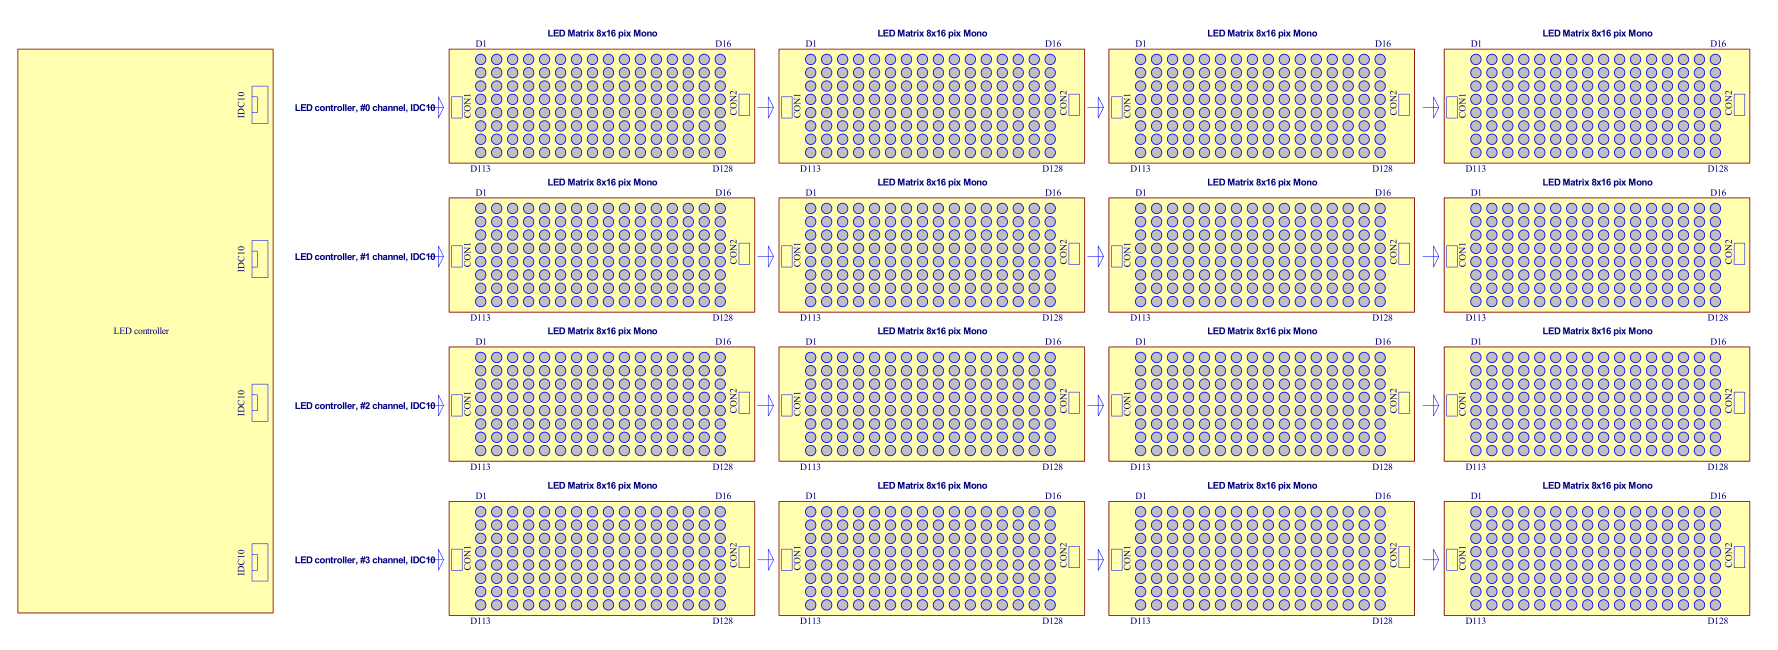 LED Matrix 8x16 pix Mono LED Matrix 8x16 pix Mono LED Matrix 8x16 pix Mono LED Matrix 8x16 pix Mono
D1 D16 D1 D16 D1 D16 D1 D16
IDC10 LED controller, #0 channel, IDC10 CON1 CON2 CON1 CON2 CON1 CON2 CON1 CON2
D113 D128 D113 D128 D113 D128 D113 D128
LED Matrix 8x16 pix Mono LED Matrix 8x16 pix Mono LED Matrix 8x16 pix Mono LED Matrix 8x16 pix Mono
D1 D16 D1 D16 D1 D16 D1 D16
IDC10 LED controller, #1 channel, IDC10 CON1 CON2 CON1 CON2 CON1 CON2 CON1 CON2
D113 D128 D113 D128 D113 D128 D113 D128
LED controller LED Matrix 8x16 pix Mono LED Matrix 8x16 pix Mono LED Matrix 8x16 pix Mono LED Matrix 8x16 pix Mono
D1 D16 D1 D16 D1 D16 D1 D16
IDC10 LED controller, #2 channel, IDC10 CON1 CON2 CON1 CON2 CON1 CON2 CON1 CON2
D113 D128 D113 D128 D113 D128 D113 D128
LED Matrix 8x16 pix Mono LED Matrix 8x16 pix Mono LED Matrix 8x16 pix Mono LED Matrix 8x16 pix Mono
D1 D16 D1 D16 D1 D16 D1 D16
IDC10 LED controller, #3 channel, IDC10 CON1 CON2 CON1 CON2 CON1 CON2 CON1 CON2
D113 D128 D113 D128 D113 D128 D113 D128